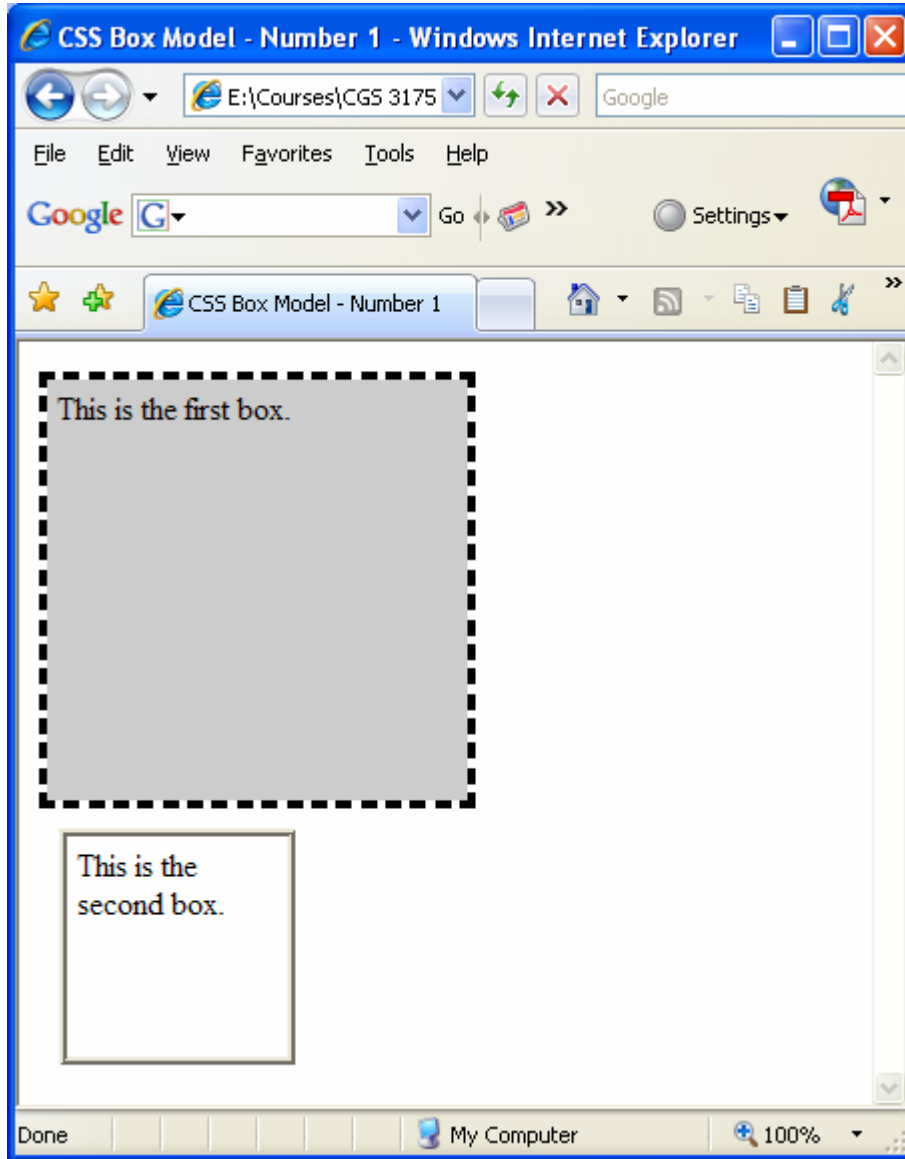 CSS Box Model - Number 1 - Windows Internet Explorer
E:\Courses\CGS 3175
Google
File Edit View Favorites Tools Help
Google G Go » Settings
CSS Box Model - Number 1 »
This is the first box.
This is the
second box.
Done My Computer 100%